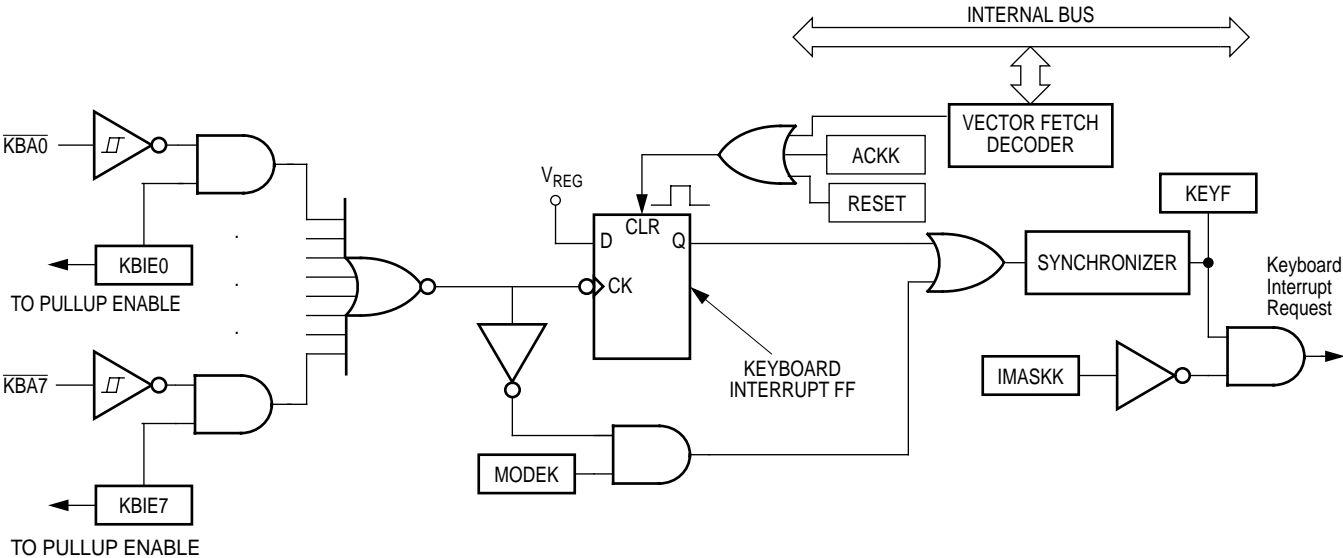 INTERNAL BUS
VECTOR FETCH
DECODER
ACKK
RESET
KEYF
KBA0
VREG
CLR
D
Q
CK
SYNCHRONIZER
Keyboard
Interrupt
Request
KBIE0
TO PULLUP ENABLE
KEYBOARD
INTERRUPT FF
IMASKK
KBA7
MODEK
KBIE7
TO PULLUP ENABLE